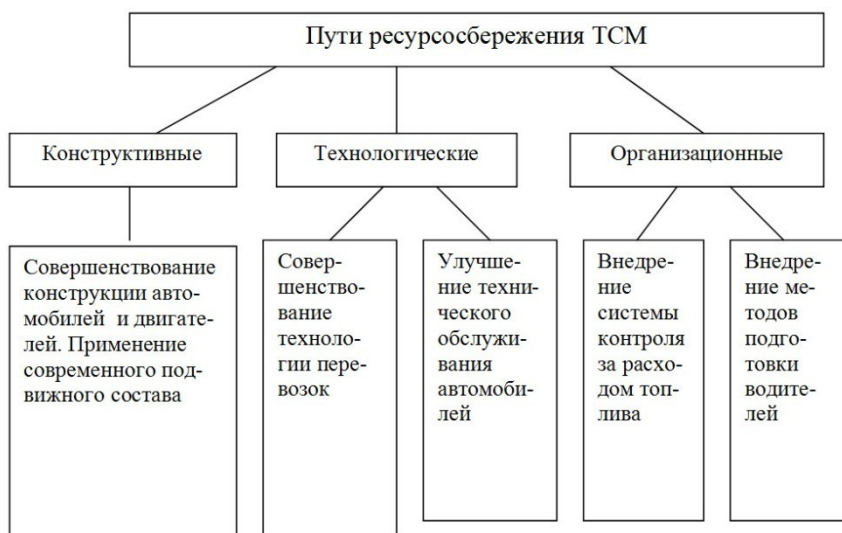 Пути ресурсосбережения ТСМ
Конструктивные
Технологические
Организационные
Совершенствование
конструкции авто-
мобилей и двигате-
лей. Применение
современного под-
вижного состава
Совер-
шенство-
вание
техноло-
гии пере-
возок
Улучше-
ние техни-
ческого
обслужи-
вания
автомоби-
лей
Внедре-
ние
системы
контроля
за расхо-
дом топ-
лива
Внедре-
ние ме-
тодов
подго-
товки
водите-
лей